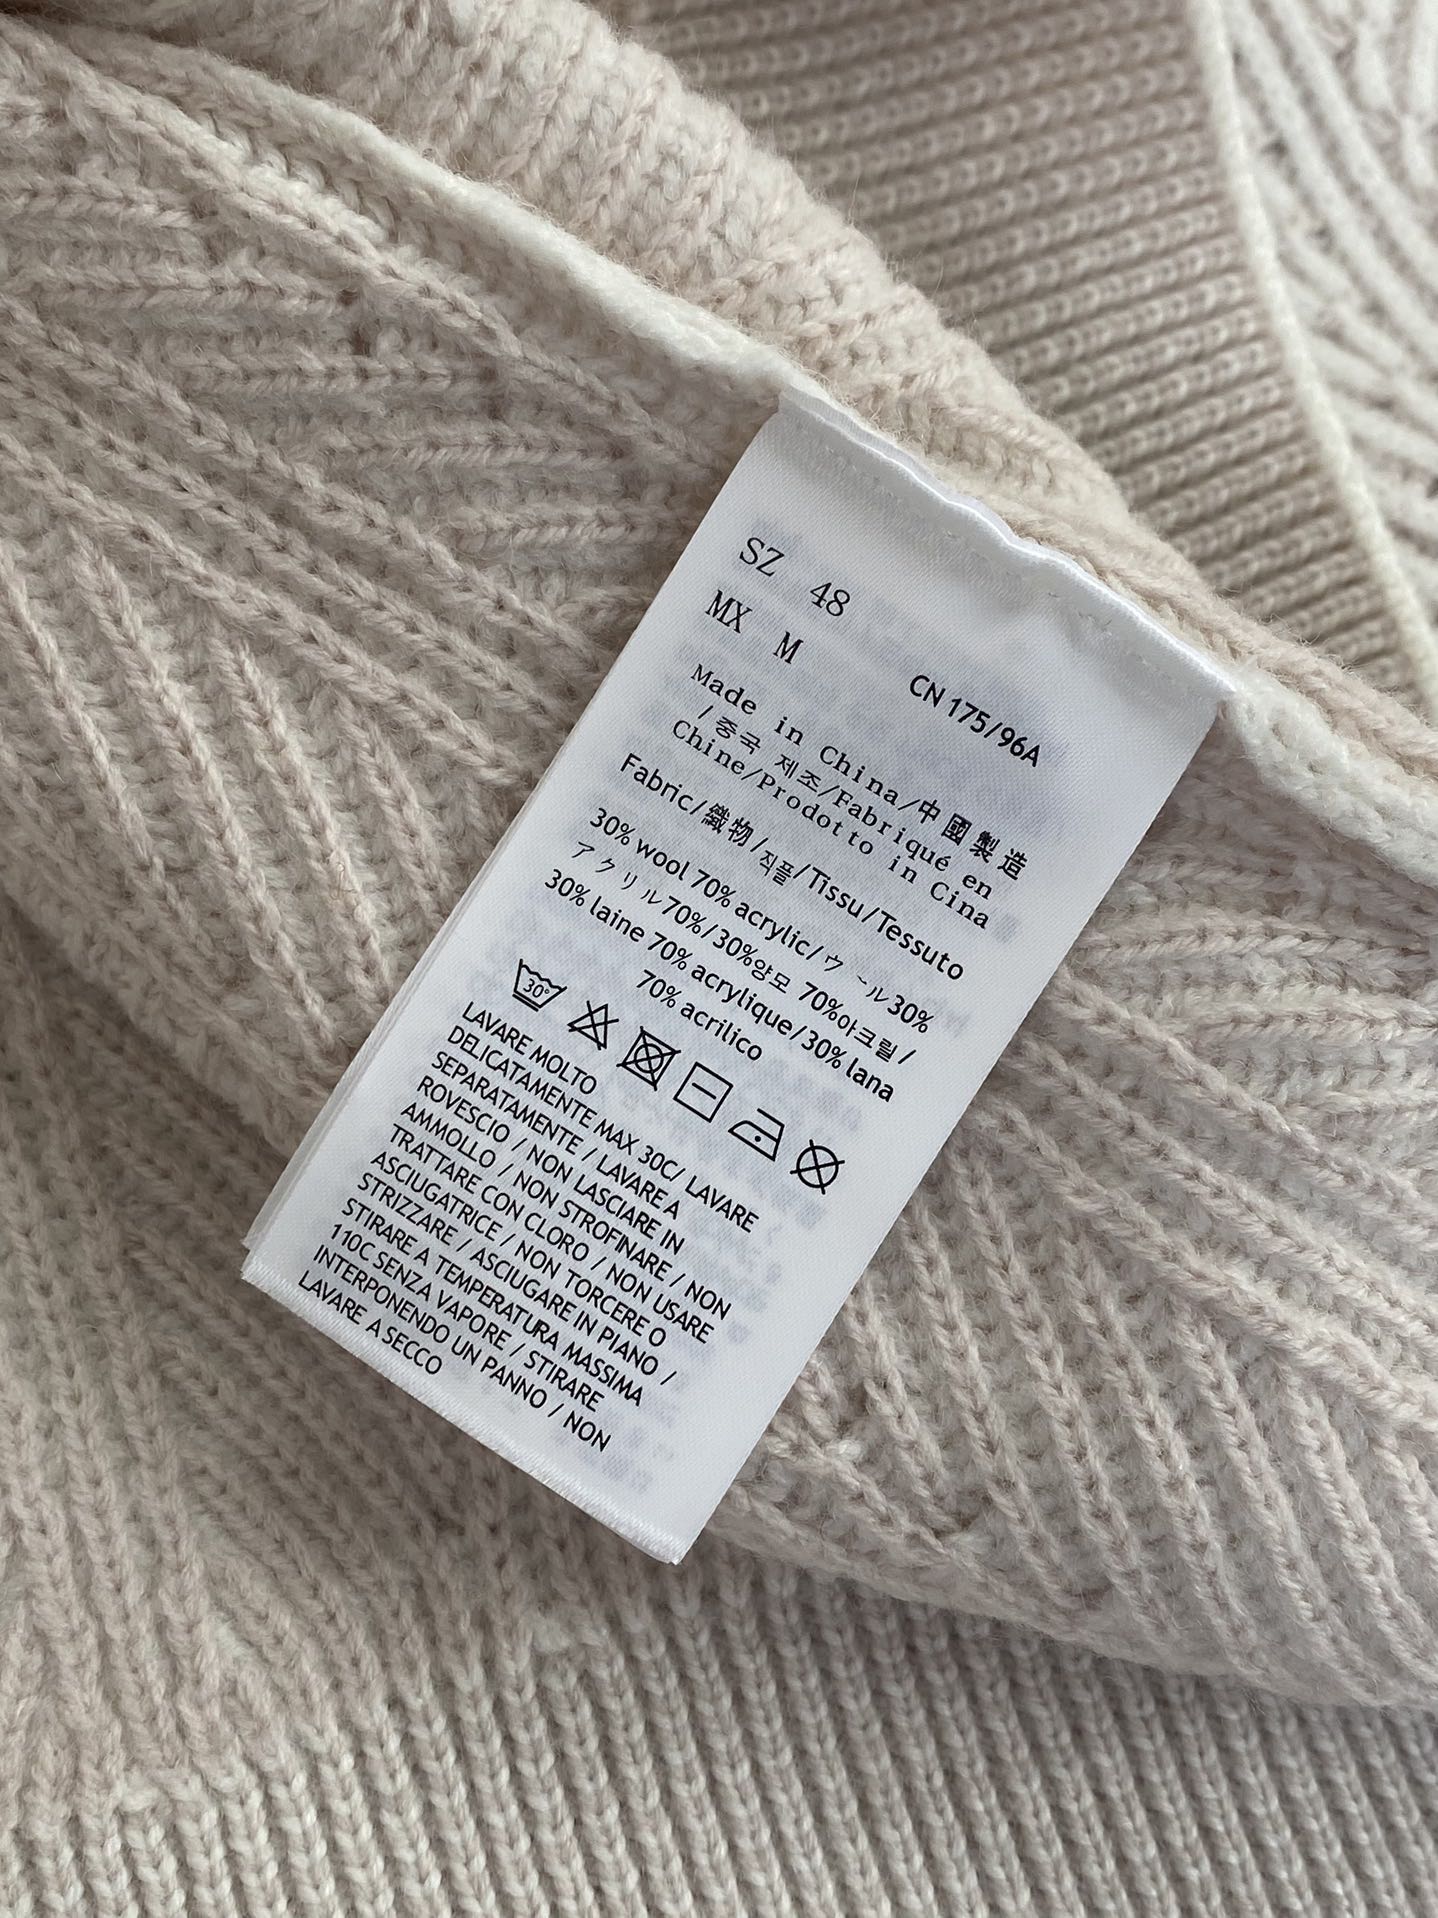 SZ 48
MX M
CN 175/96A
Made in China/中國製造
/중국 제조/Fabriqué en
Chine/Prodotto in Cina
Fabric/織物/직플/Tissu/Tessuto
30% wool 70% acrylic/ウール30%
アクリル70%/30%양모 70%아크릴/
30% laine 70% acrylique/30% lana
70% acrilico
30°
LAVARE MOLTO
DELICATAMENTE MAX 30C/ LAVARE
SEPARATAMENTE / LAVARE A
ROVESCIO / NON LASCIARE IN
AMMOLLO / NON STROFINARE / NON
TRATTARE CON CLORO / NON USARE
ASCIUGATRICE / NON TORCERE O
STRIZZARE / ASCIUGARE IN PIANO /
STIRARE A TEMPERATURA MASSIMA
110C SENZA VAPORE / STIRARE
INTERPONENDO UN PANNO / NON
LAVARE A SECCO